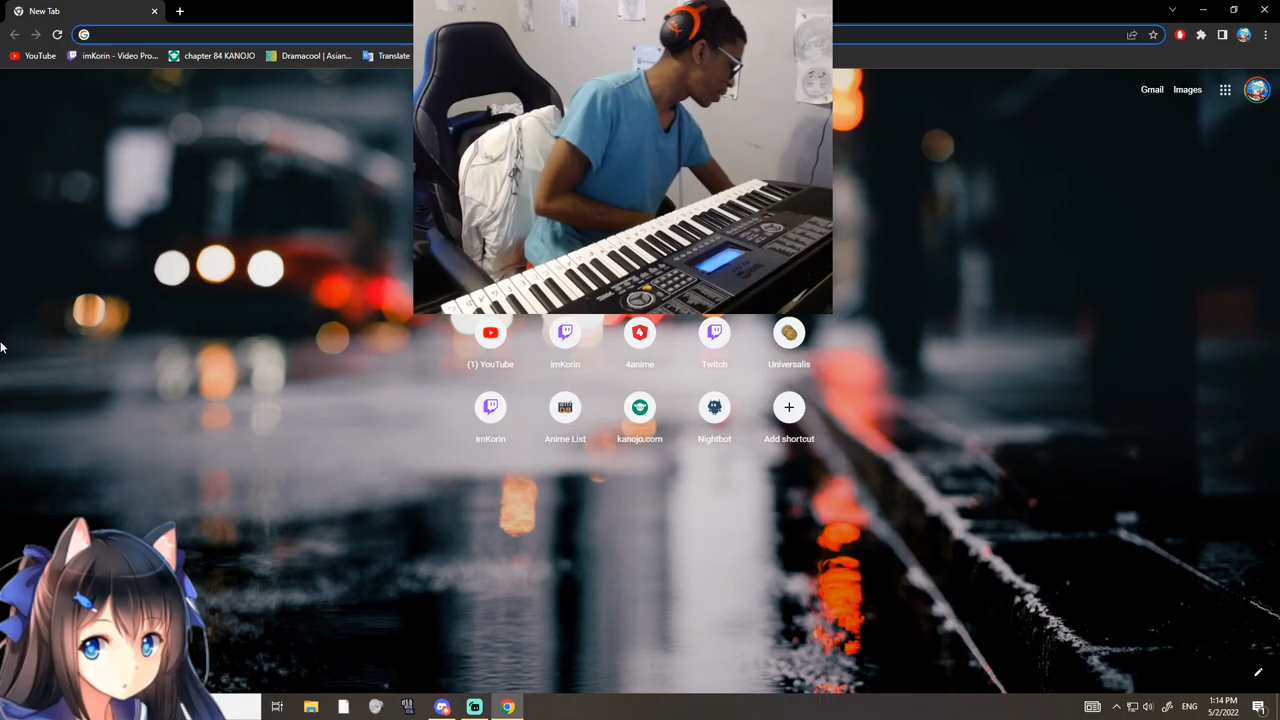 New Tab
YouTube
imKorin - Video Pro...
chapter 84 KANOJO
Dramacool | Asian...
Translate
Gmail
Images
(1) YouTube
imKorin
4anime
Twitch
Universalis
imKorin
Anime List
kanojo.com
Nightbot
Add shortcut
ENG
1:14 PM
5/2/2022